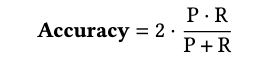 Accuracy = 2 · P · R / P + R